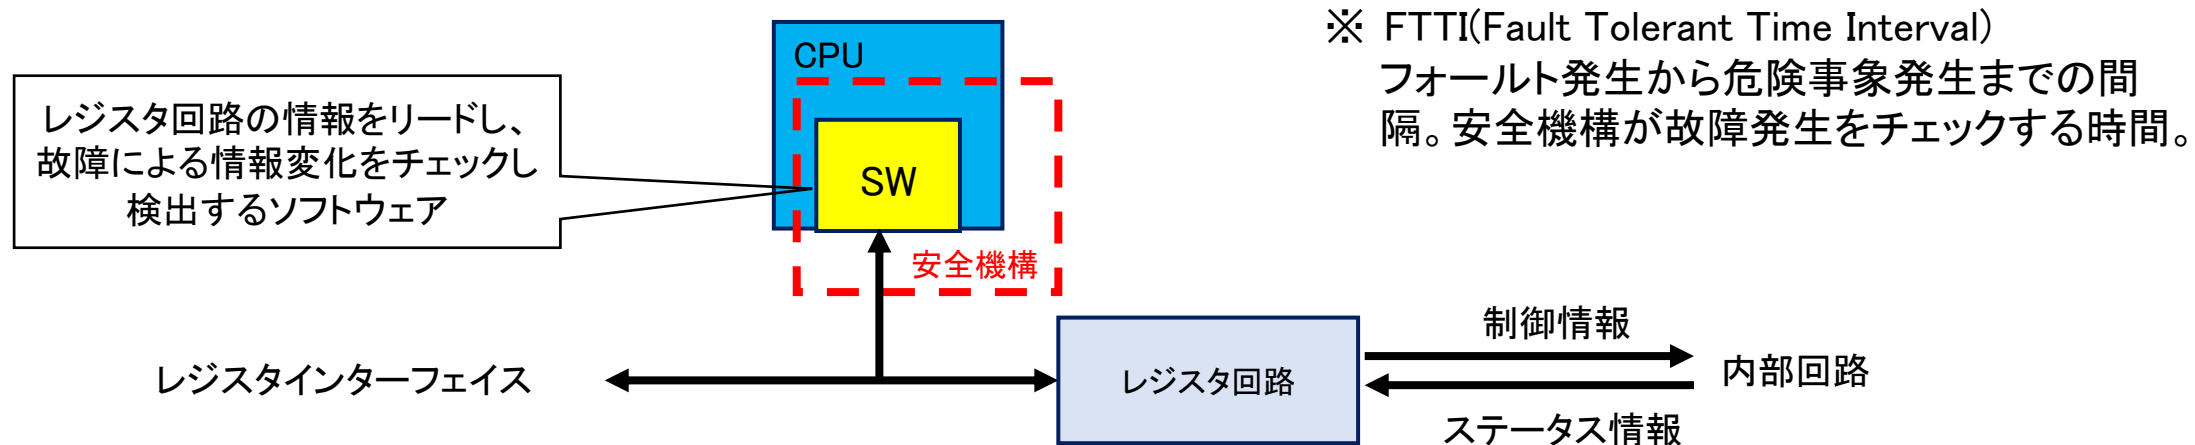 ※ FTTI(Fault Tolerant Time Interval)
フォールト発生から危険事象発生までの間
隔。安全機構が故障発生をチェックする時間。
CPU
レジスタ回路の情報をリードし、
故障による情報変化をチェックし
検出するソフトウェア
SW
安全機構
制御情報
レジスタインターフェイス
レジスタ回路
内部回路
ステータス情報